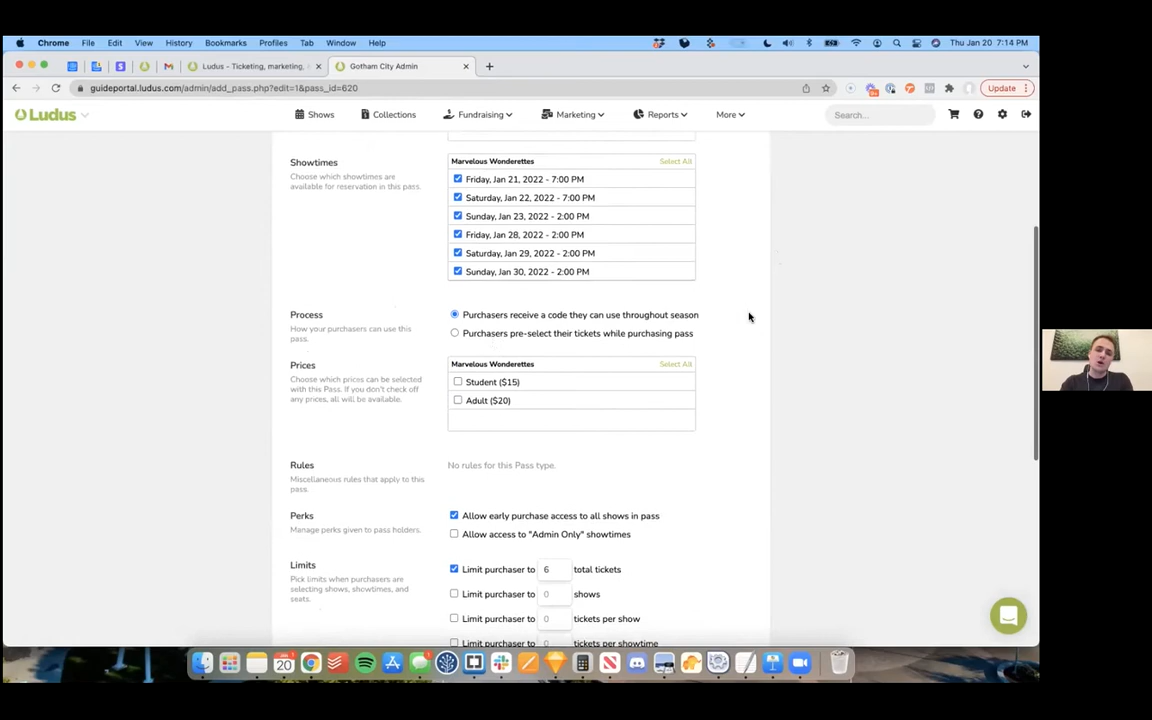 Chrome File Edit View History Bookmarks Profiles Tab Window Help Thu Jan 20 7:14 PM
Ludus - Ticketing, marketing, Gotham City Admin
guideportal.ludus.com/admin/add_pass.php?edit=1&pass_id=620 Update
Ludus Shows Collections Fundraising Marketing Reports More Search...
Showtimes
Choose which showtimes are
available for reservation in this pass.
Marvelous Wonderettes Select All
Friday, Jan 21, 2022 - 7:00 PM
Saturday, Jan 22, 2022 - 7:00 PM
Sunday, Jan 23, 2022 - 2:00 PM
Friday, Jan 28, 2022 - 2:00 PM
Saturday, Jan 29, 2022 - 2:00 PM
Sunday, Jan 30, 2022 - 2:00 PM
Process
How your purchasers can use this
pass.
Purchasers receive a code they can use throughout season
Purchasers pre-select their tickets while purchasing pass
Prices
Choose which prices can be selected
with this Pass. If you don't check off
any prices, all will be available.
Marvelous Wonderettes Select All
Student ($15)
Adult ($20)
Rules
Miscellaneous rules that apply to this
pass.
No rules for this Pass type.
Perks
Manage perks given to pass holders.
Allow early purchase access to all shows in pass
Allow access to "Admin Only" showtimes
Limits
Pick limits when purchasers are
selecting shows, showtimes, and
seats.
Limit purchaser to 6 total tickets
Limit purchaser to 0 shows
Limit purchaser to 0 tickets per show
Limit purchaser to 0 tickets per showtime